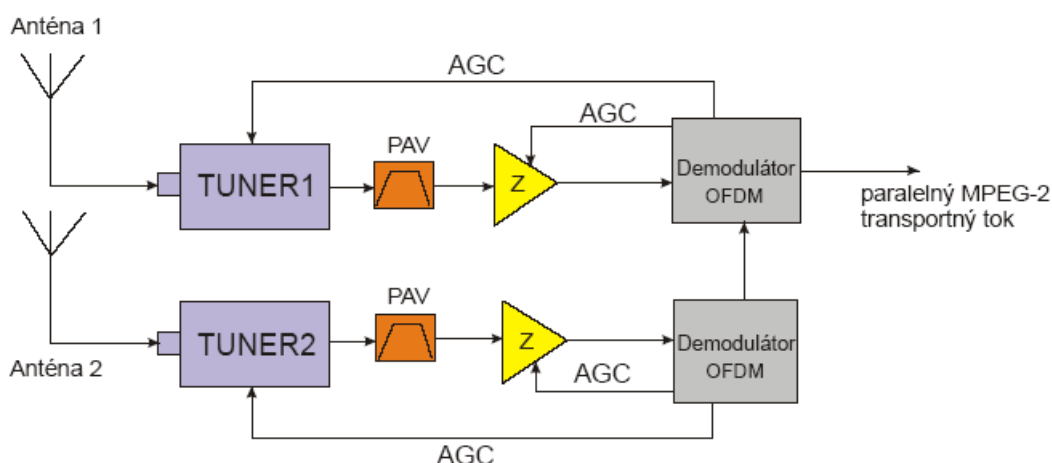 Anténa 1
AGC
AGC
PAV
TUNER1
Z
Demodulátor
OFDM
paralelný MPEG-2
transportný tok
PAV
TUNER2
Z
Demodulátor
OFDM
Anténa 2
AGC
AGC